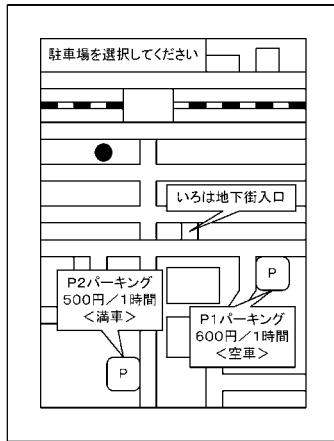 駐車場を選択してください
いろは地下街入口
P
P2パーキング
500円／1時間
＜満車＞
P1パーキング
600円／1時間
＜空車＞
P